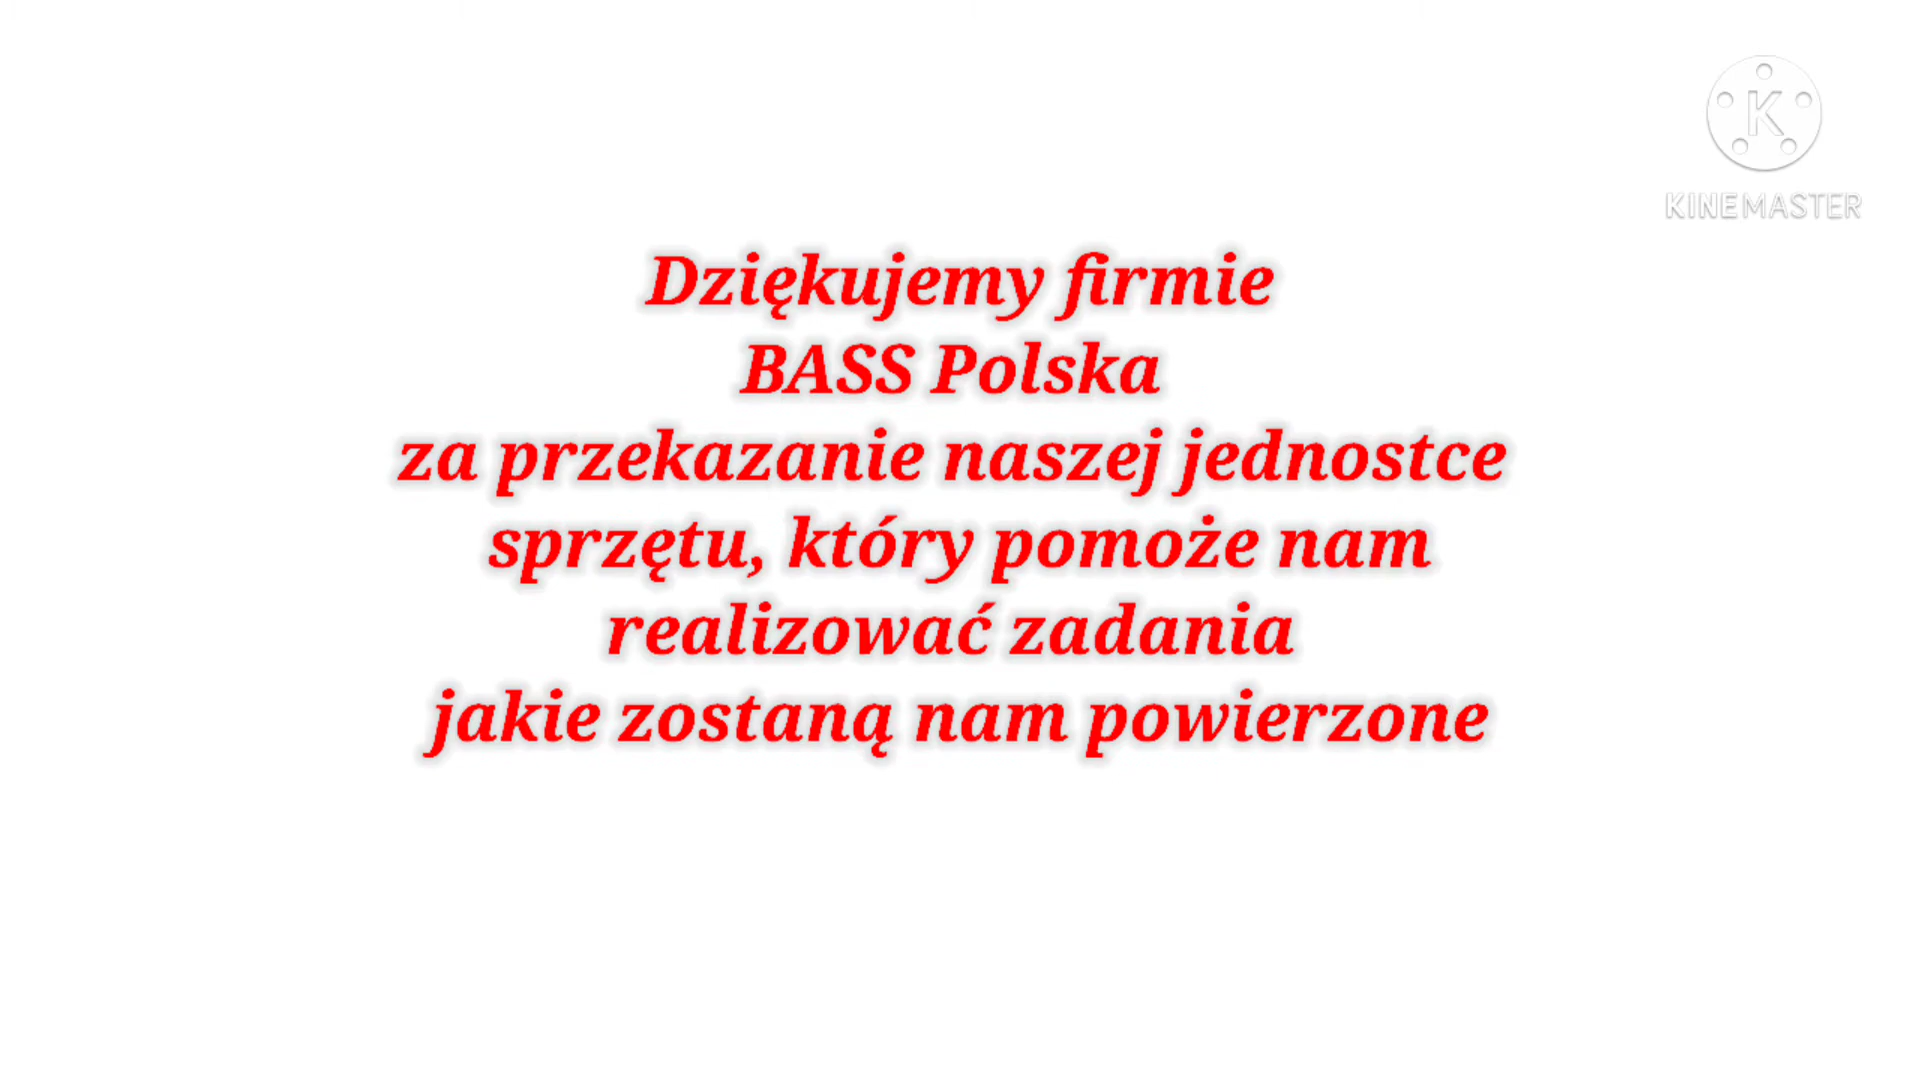 K
KINEMASTER
Dziękujemy firmie
BASS Polska
za przekazanie naszej jednostce
sprzętu, który pomoże nam
realizować zadania
jakie zostaną nam powierzone